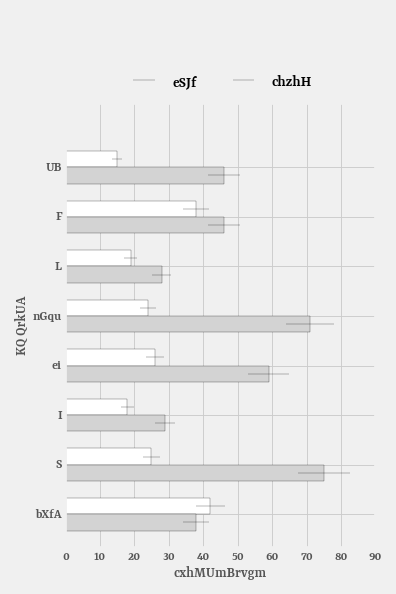 eSJf chzhH
UB
F
L
nGqu
ei
I
S
bXfA
KQ QrkUA
0 10 20 30 40 50 60 70 80 90
cxhMUmBrvgm